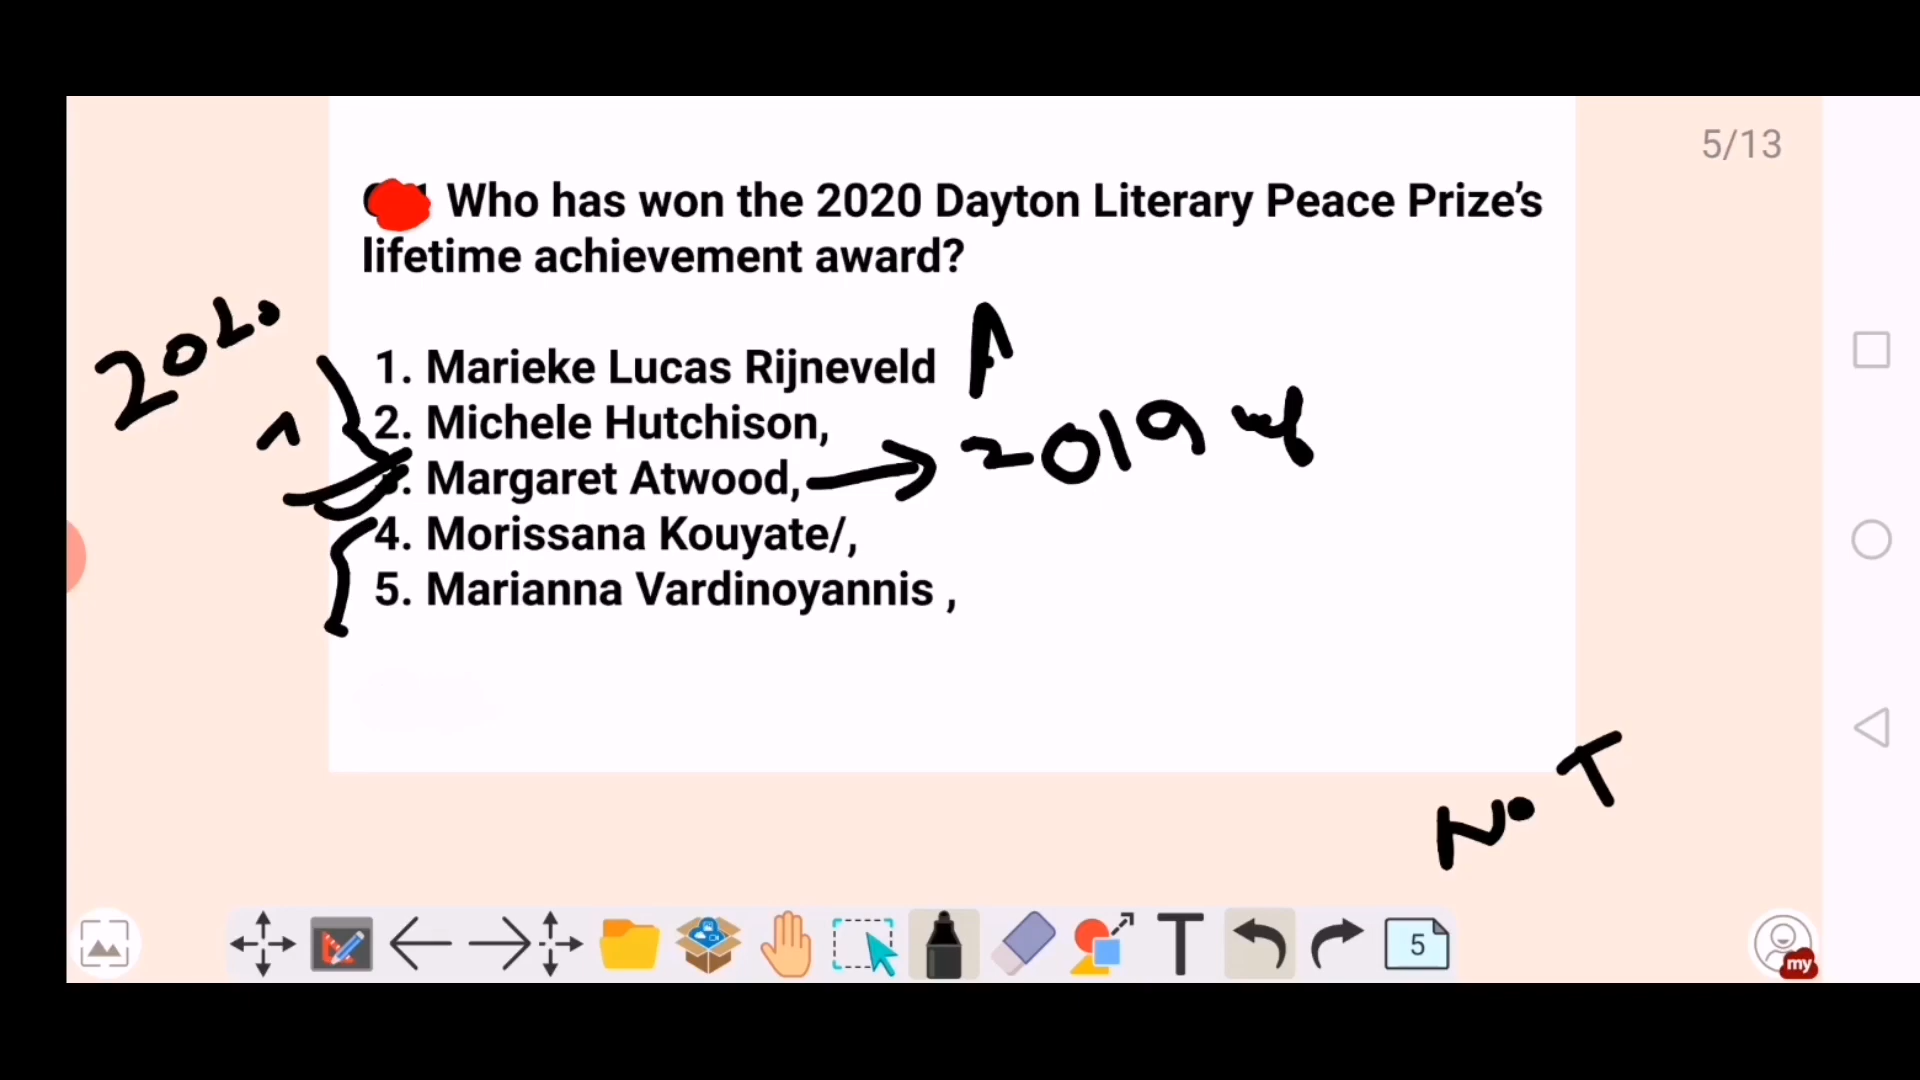 5/13
Who has won the 2020 Dayton Literary Peace Prize’s
lifetime achievement award?
2020
1. Marieke Lucas Rijneveld
2. Michele Hutchison,
2019
. Margaret Atwood,
4. Morissana Kouyate/,
5. Marianna Vardinoyannis ,
NoT
5
my